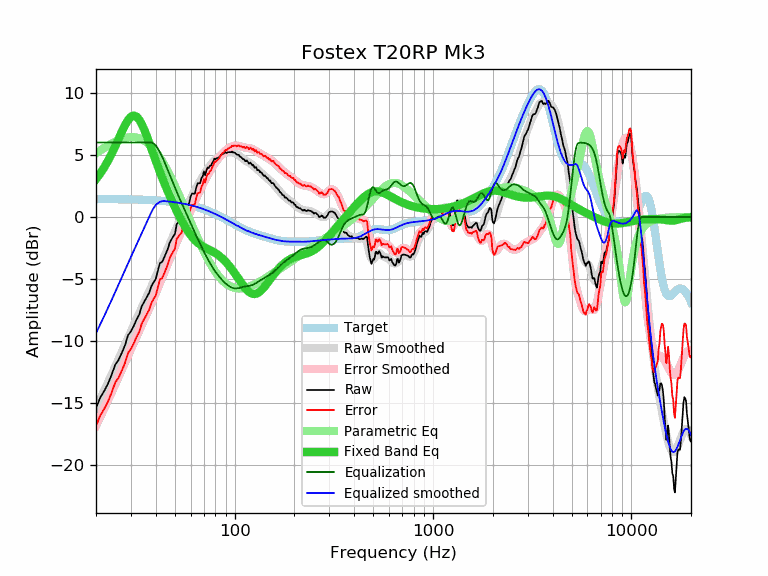 Fostex T20RP Mk3
Amplitude (dBr)
10
5
0
−5
−10
−15
−20
Target
Raw Smoothed
Error Smoothed
Raw
Error
Parametric Eq
Fixed Band Eq
Equalization
Equalized smoothed
100
1000
10000
Frequency (Hz)